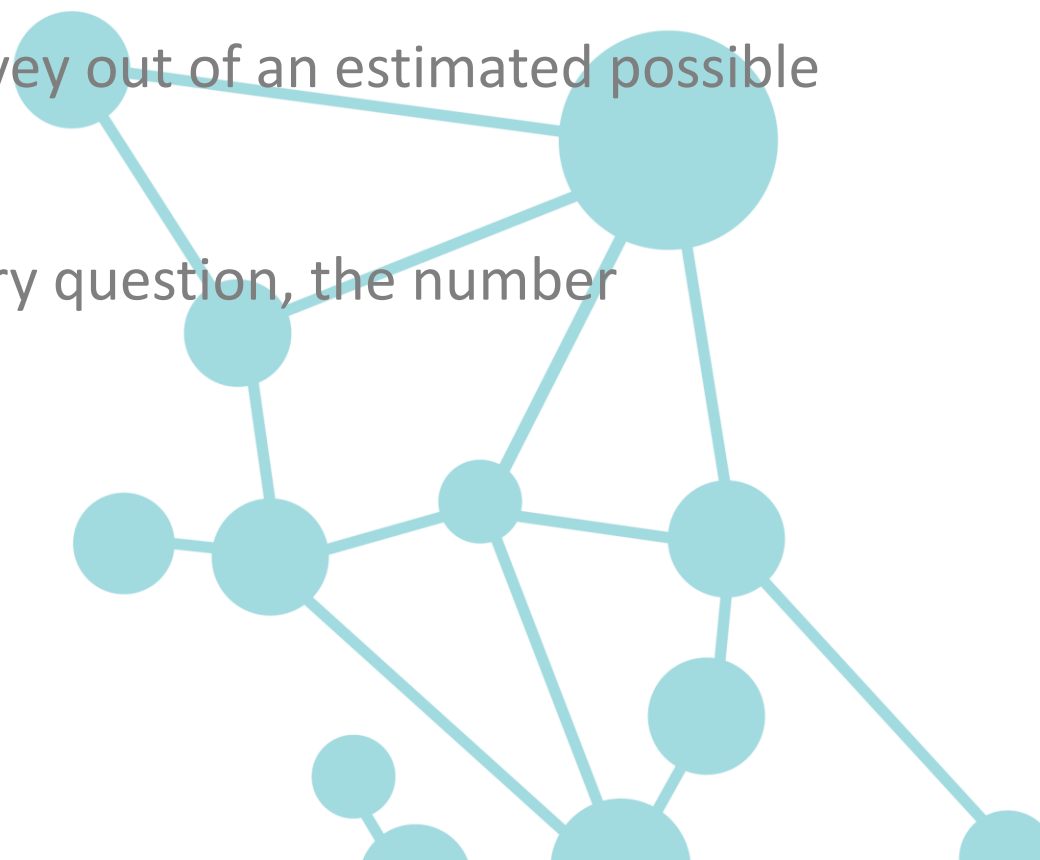 vey out of an estimated possible
ry question, the number